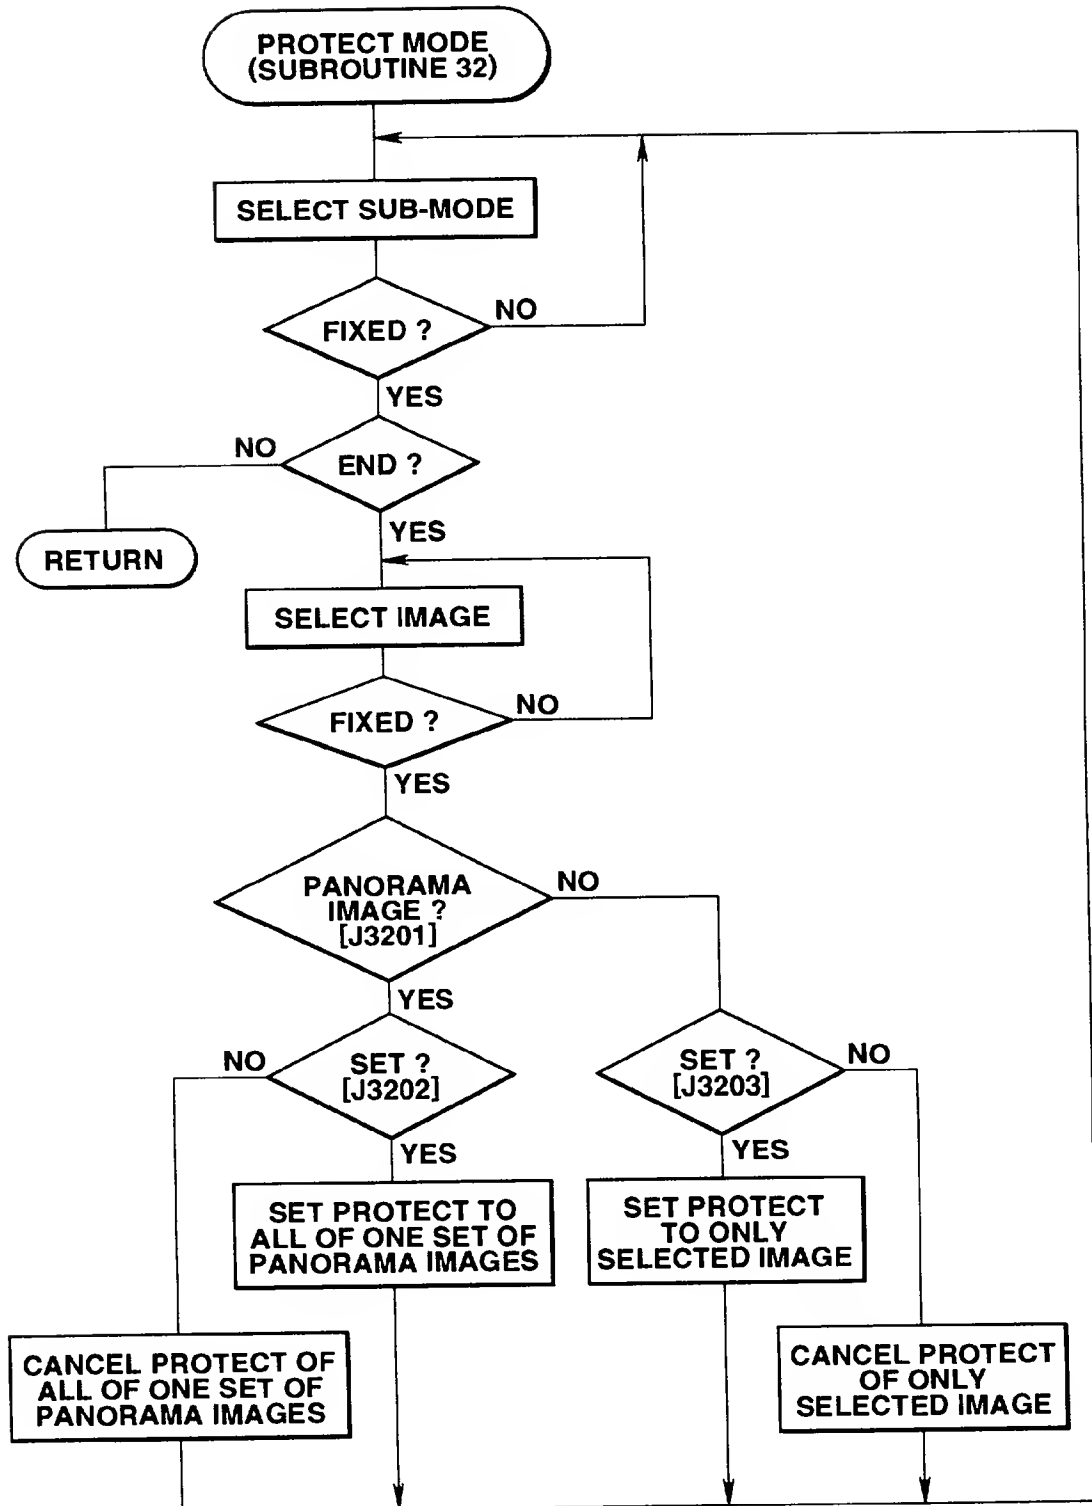 PROTECT MODE
(SUBROUTINE 32)
SELECT SUB-MODE
FIXED ?
NO
YES
NO
END ?
YES
RETURN
SELECT IMAGE
FIXED ?
NO
YES
PANORAMA
IMAGE ?
[J3201]
NO
YES
NO
SET ?
[J3202]
YES
SET ?
[J3203]
NO
YES
SET PROTECT TO
ALL OF ONE SET OF
PANORAMA IMAGES
SET PROTECT
TO ONLY
SELECTED IMAGE
CANCEL PROTECT OF
ALL OF ONE SET OF
PANORAMA IMAGES
CANCEL PROTECT
OF ONLY
SELECTED IMAGE